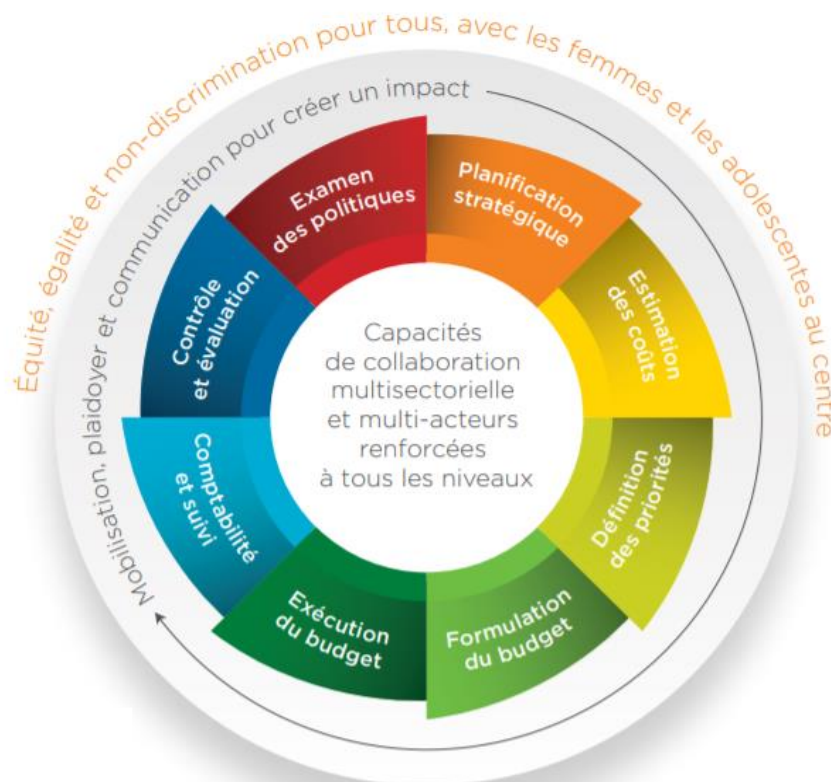 Équité, égalité et non-discrimination pour tous, avec les femmes et les adolescentes au centre
Mobilisation, plaidoyer et communication pour créer un impact
Examen
des politiques
Planification
stratégique
Estimation
des coûts
Définition
des priorités
Formulation
du budget
Exécution
du budget
Comptabilité
et suivi
Contrôle
et évaluation
Capacités
de collaboration
multisectorielle
et multi-acteurs
renforcées
à tous les niveaux